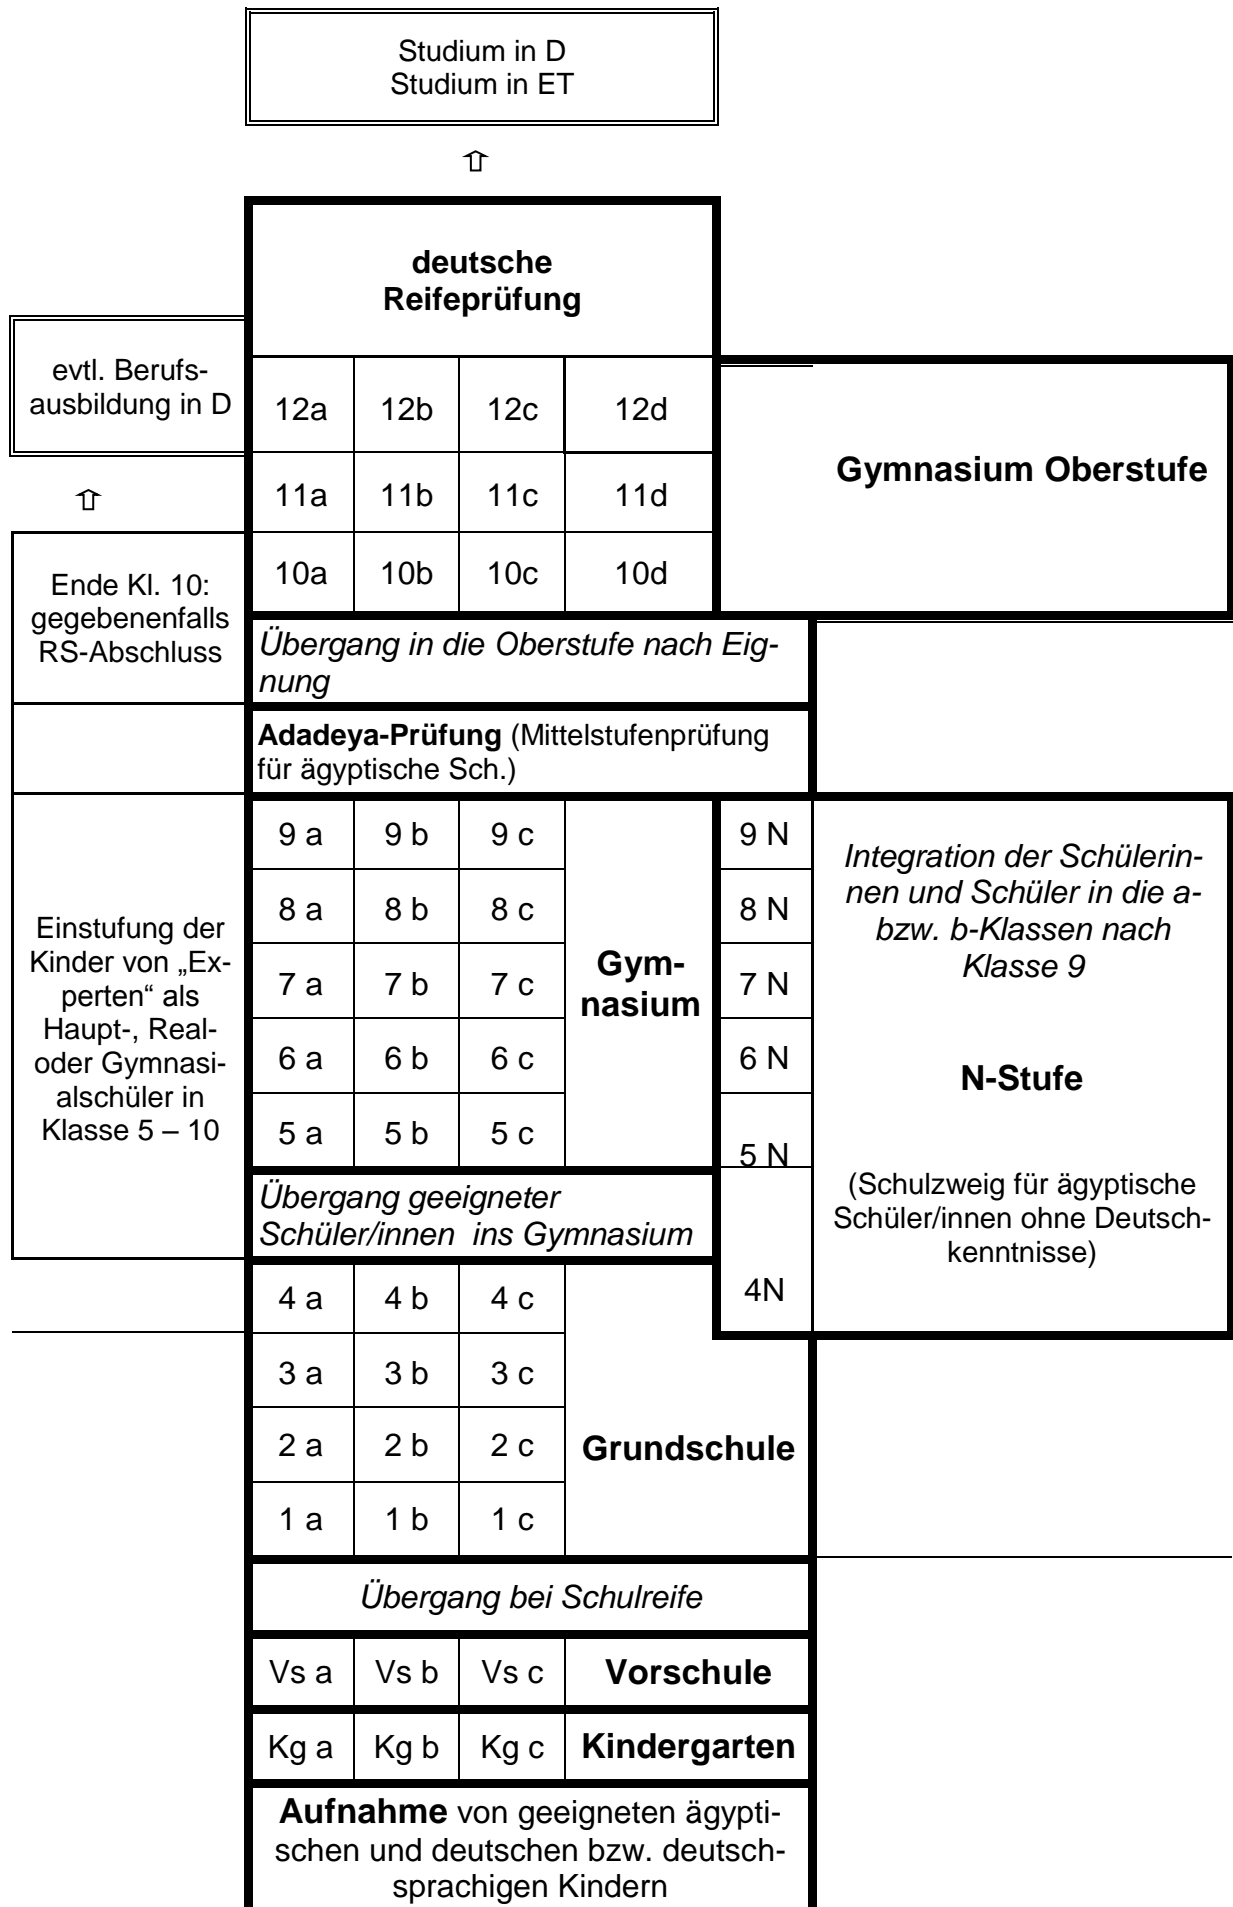 Studium in D
Studium in ET
⇧
deutsche
Reifeprüfung
evtl. Berufs-
ausbildung in D
12a 12b 12c 12d
Gymnasium Oberstufe
⇧
11a 11b 11c 11d
10a 10b 10c 10d
Ende Kl. 10:
gegebenenfalls
RS-Abschluss
Übergang in die Oberstufe nach Eig-
nung
Adadeya-Prüfung (Mittelstufenprüfung
für ägyptische Sch.)
Einstufung der
Kinder von „Ex-
perten“ als
Haupt-, Real-
oder Gymnasi-
alschüler in
Klasse 5 – 10
9 a 9 b 9 c
8 a 8 b 8 c
7 a 7 b 7 c
6 a 6 b 6 c
5 a 5 b 5 c
Gym-
nasium
9 N
8 N
7 N
6 N
5 N
4N
Integration der Schülerin-
nen und Schüler in die a-
bzw. b-Klassen nach
Klasse 9
N-Stufe
(Schulzweig für ägyptische
Schüler/innen ohne Deutsch-
kenntnisse)
Übergang geeigneter
Schüler/innen ins Gymnasium
4 a 4 b 4 c
3 a 3 b 3 c
2 a 2 b 2 c
1 a 1 b 1 c
Grundschule
Übergang bei Schulreife
Vs a Vs b Vs c Vorschule
Kg a Kg b Kg c Kindergarten
Aufnahme von geeigneten ägypti-
schen und deutschen bzw. deutsch-
sprachigen Kindern